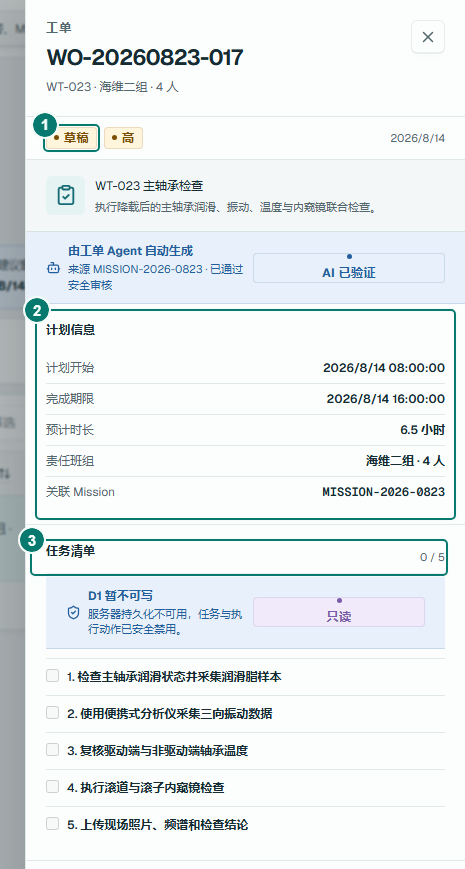 工单
WO-20260823-017
WT-023 · 海维二组 · 4 人
1
草稿
高
2026/8/14
WT-023 主轴承检查
执行降载后的主轴承润滑、振动、温度与内窥镜联合检查。
由工单 Agent 自动生成
来源 MISSION-2026-0823 · 已通过
安全审核
AI 已验证
2
计划信息
计划开始 2026/8/14 08:00:00
完成期限 2026/8/14 16:00:00
预计时长 6.5 小时
责任班组 海维二组 · 4 人
关联 Mission MISSION-2026-0823
3
任务清单
0 / 5
D1 暂不可写
服务器持久化不可用，任务与执
行动作已安全禁用。
只读
1. 检查主轴承润滑状态并采集润滑脂样本
2. 使用便携式分析仪采集三向振动数据
3. 复核驱动端与非驱动端轴承温度
4. 执行滚道与滚子内窥镜检查
5. 上传现场照片、频谱和检查结论